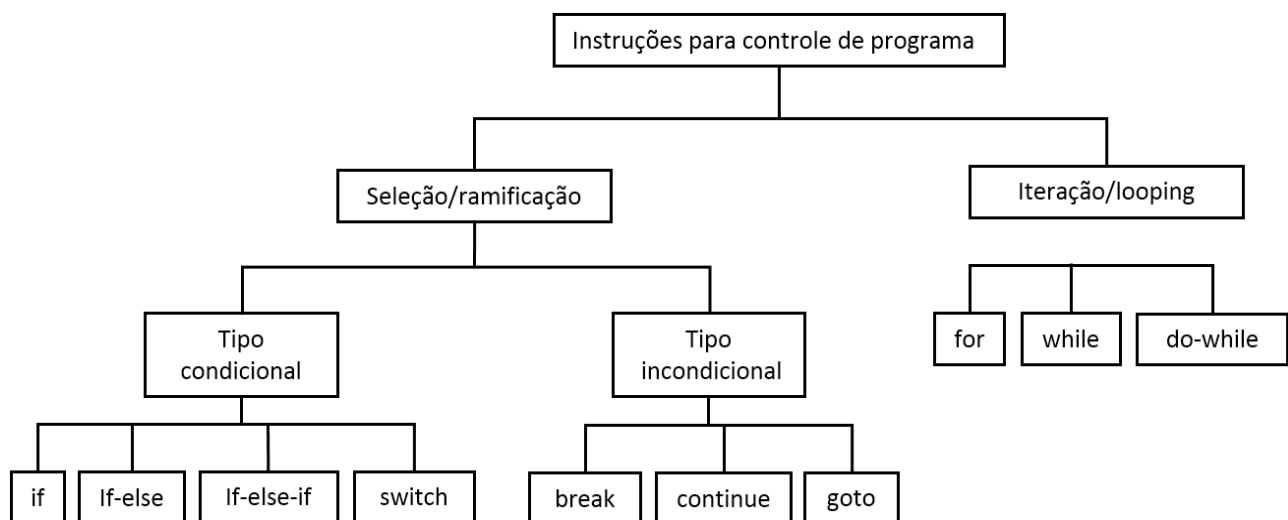 Instruções para controle de programa
Seleção/ramificação
Iteração/looping
Tipo
condicional
Tipo
incondicional
for
while
do-while
if
If-else
If-else-if
switch
break
continue
goto